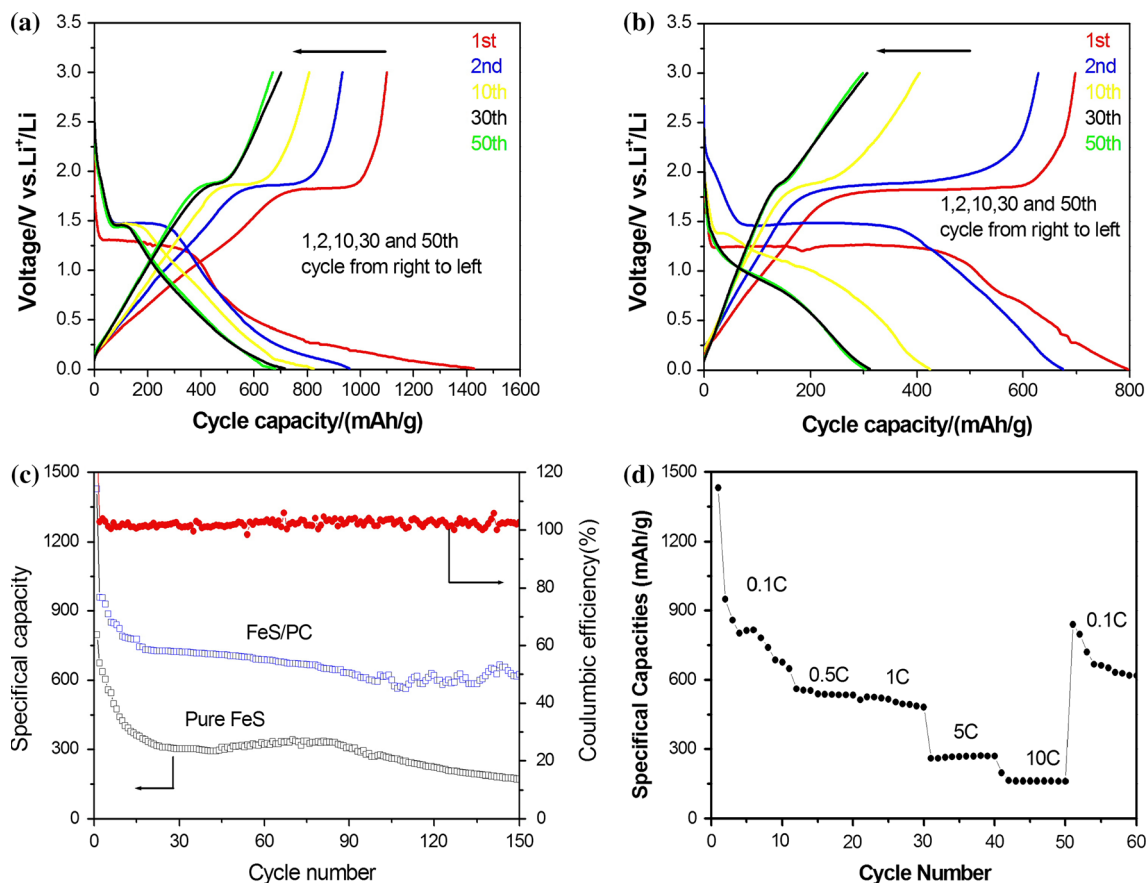 (a)
3.5
3.0
2.5
2.0
1.5
1.0
0.5
0.0
Voltage/V vs.Li+/Li
1st
2nd
10th
30th
50th
1,2,10,30 and 50th
cycle from right to left
0 200 400 600 800 1000 1200 1400 1600
Cycle capacity/(mAh/g)
(b)
3.5
3.0
2.5
2.0
1.5
1.0
0.5
0.0
Voltage/V vs.Li+/Li
1st
2nd
10th
30th
50th
1,2,10,30 and 50th
cycle from right to left
0 200 400 600 800
Cycle capacity/(mAh/g)
(c)
1500
1200
900
600
300
0
Specifical capacity
FeS/PC
Pure FeS
120
100
80
60
40
20
0
Coulumbic efficiency(%)
0 30 60 90 120 150
Cycle number
(d)
1500
1200
900
600
300
0
Specifical Capacities (mAh/g)
0.1C
0.5C
1C
5C
10C
0.1C
0 10 20 30 40 50 60
Cycle Number